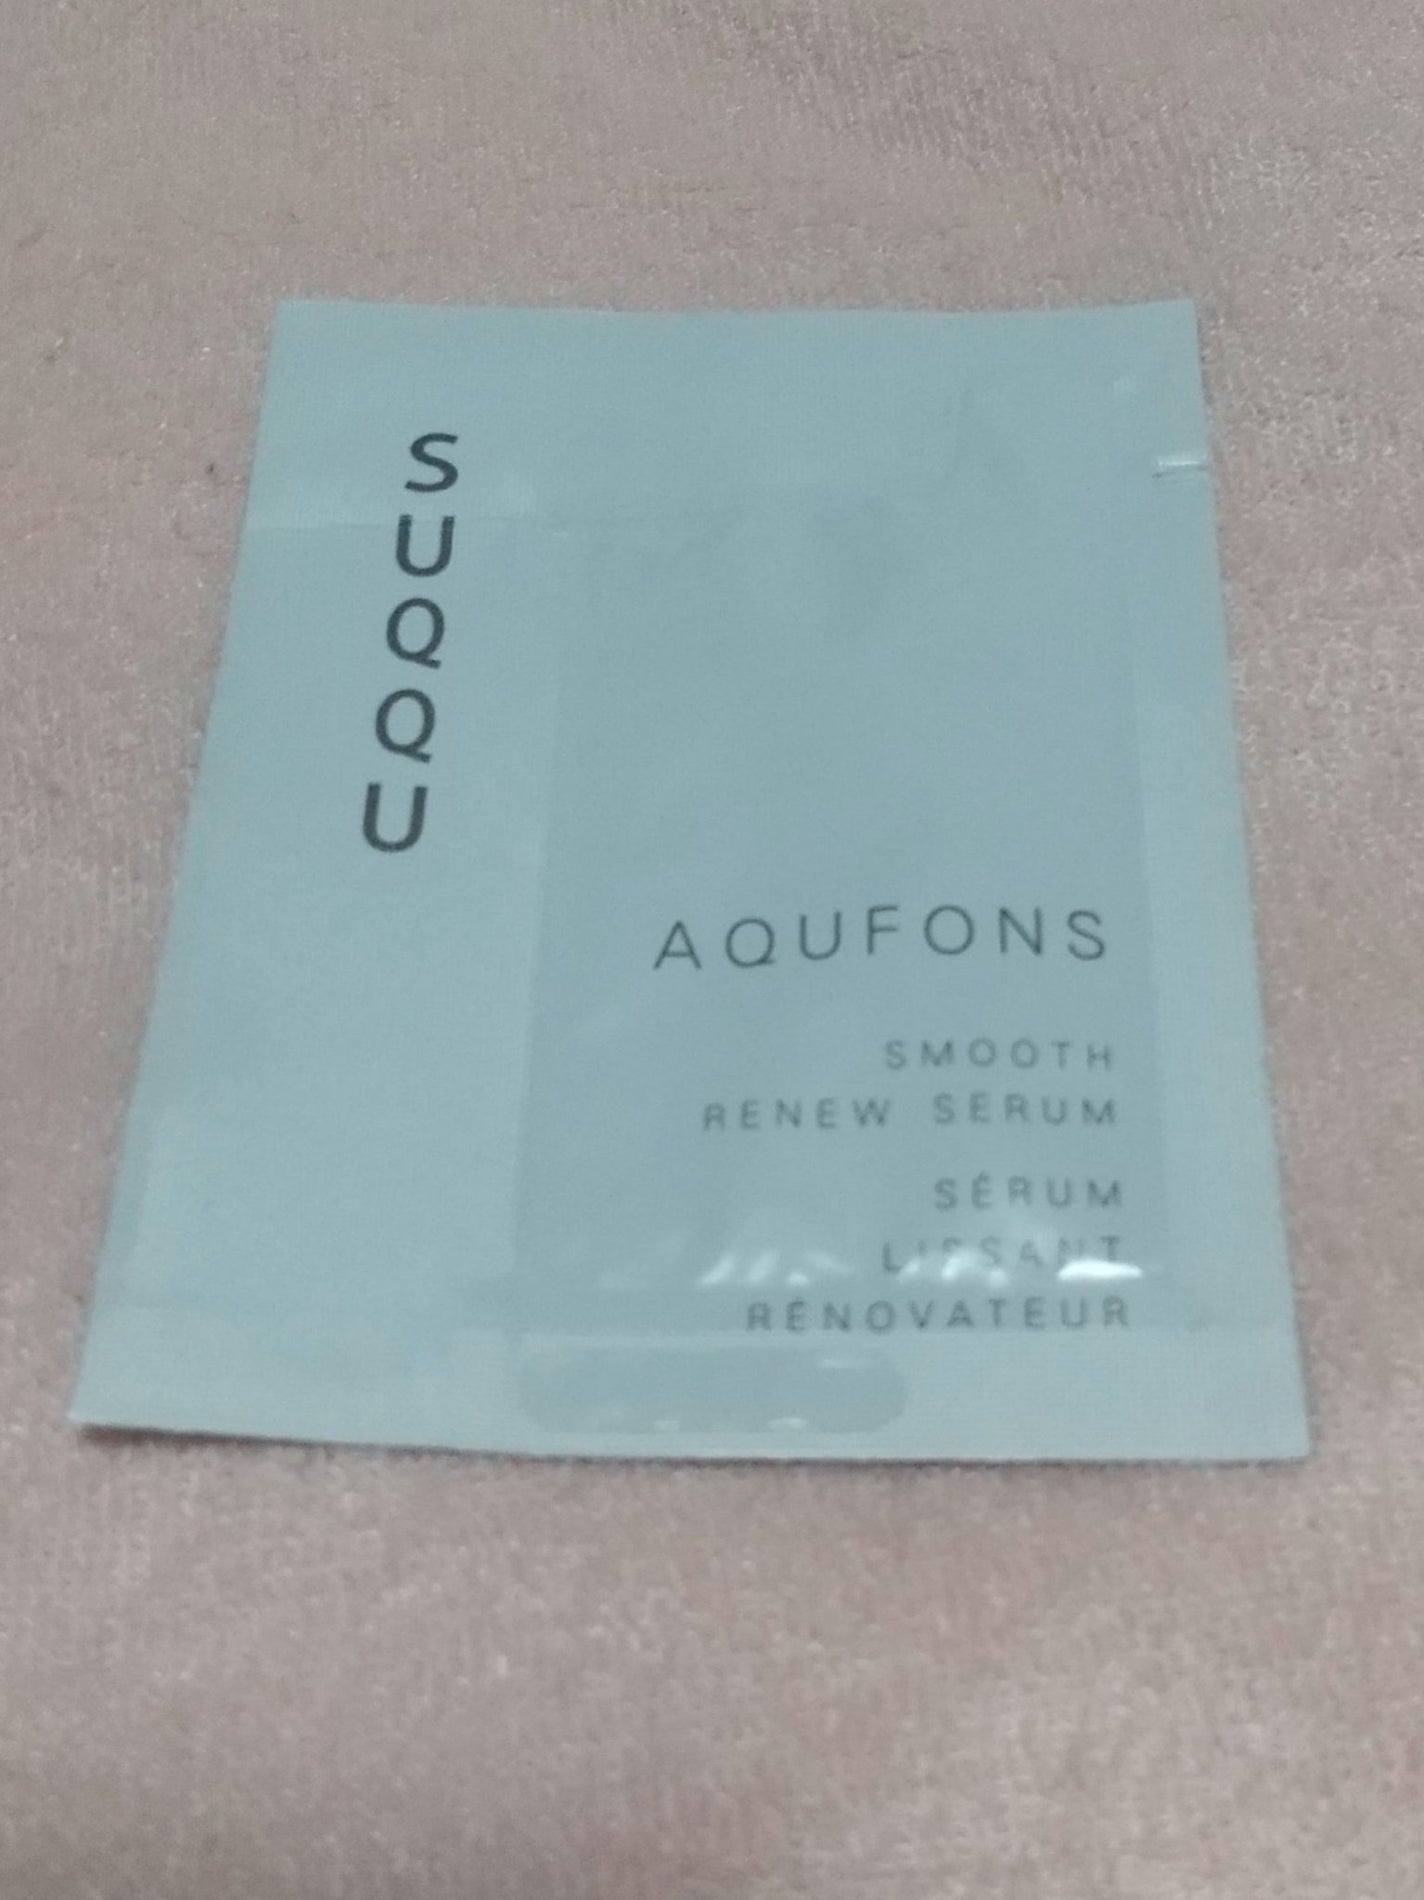 SUQQU
AQUFONS
SMOOTH
RENEW SERUM
SÉRUM
LISSANT
RÉNOVATEUR